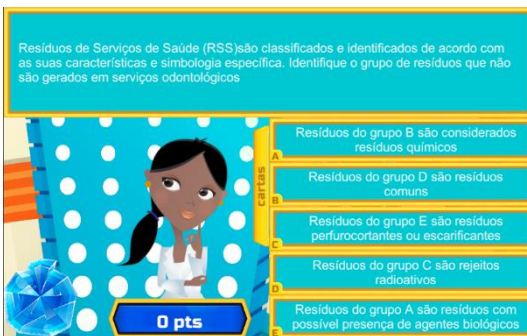 Resíduos de Serviços de Saúde (RSS)são classificados e identificados de acordo com
as suas características e simbologia específica. Identifique o grupo de resíduos que não
são gerados em serviços odontológicos
cartas
Resíduos do grupo B são considerados
resíduos químicos
A
Resíduos do grupo D são resíduos
comuns
B
Resíduos do grupo E são resíduos
perfurocortantes ou escarificantes
C
Resíduos do grupo C são rejeitos
radioativos
D
Resíduos do grupo A são resíduos com
possível presença de agentes biológicos
E
0 pts